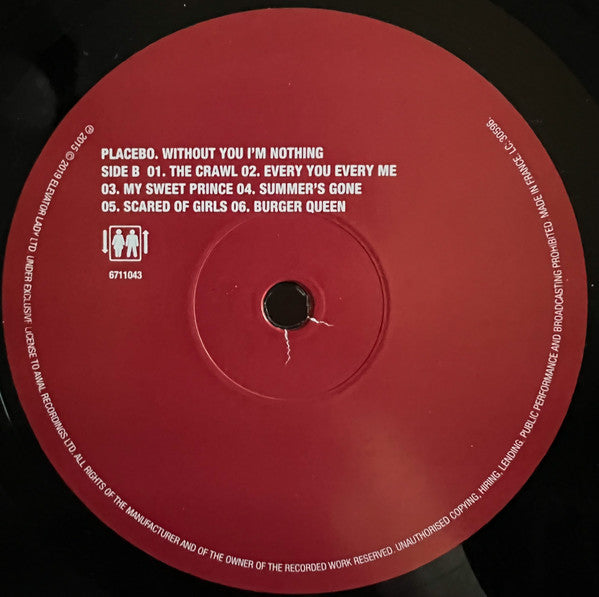 PLACEBO. WITHOUT YOU I'M NOTHING
SIDE B 01. THE CRAWL 02. EVERY YOU EVERY ME
03. MY SWEET PRINCE 04. SUMMER'S GONE
05. SCARED OF GIRLS 06. BURGER QUEEN
6711043
℗ 2015 © 2019 ELEVATOR LADY LTD UNDER EXCLUSIVE LICENSE TO AWAL RECORDINGS LTD. ALL RIGHTS OF THE MANUFACTURER AND OF THE OWNER OF THE RECORDED WORK RESERVED. UNAUTHORISED COPYING, HIRING, LENDING. PUBLIC PERFORMANCE AND BROADCASTING PROHIBITED. MADE IN FRANCE. LC. 30596.